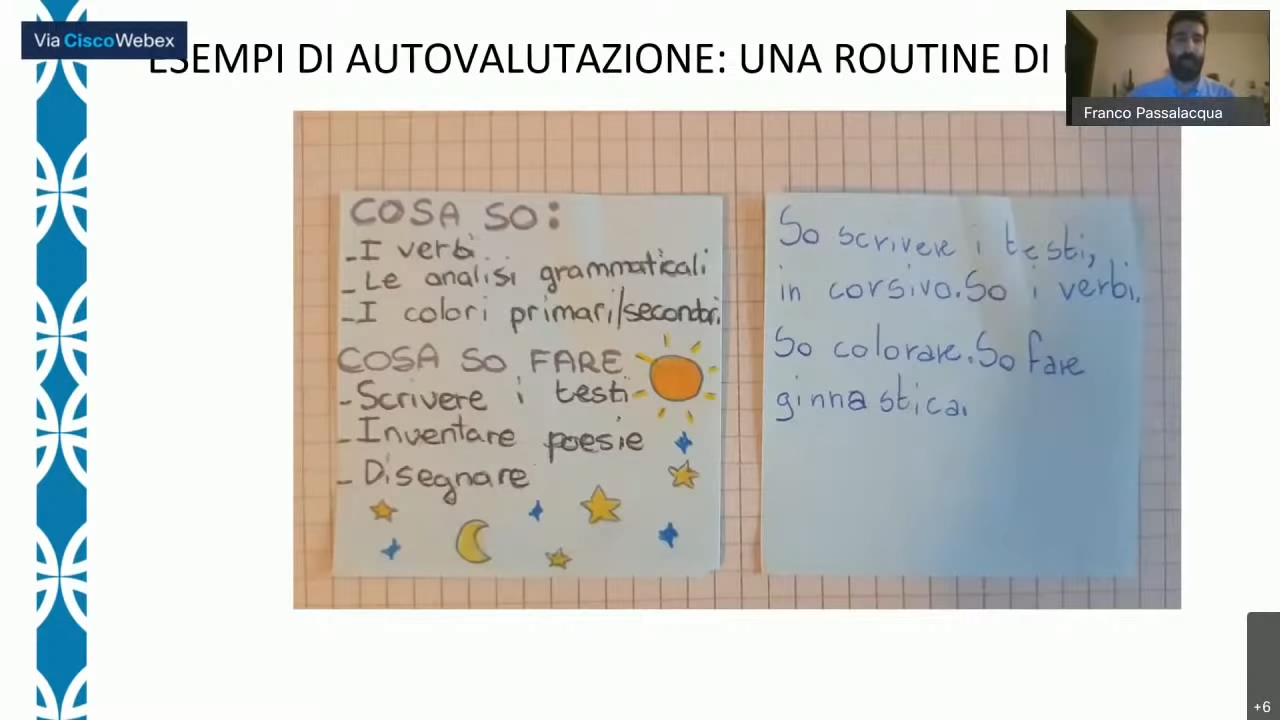 Via CiscoWebex
ESEMPI DI AUTOVALUTAZIONE: UNA ROUTINE DI
Franco Passalacqua
COSA SO:
-I verbi
-Le analisi grammaticali
-I colori primari/secondari.
COSA SO FARE
-Scrivere i testi
-Inventare poesie
- Disegnare
So scrivere i testi,
in corsivo. So i verbi.
So colorare. So fare
ginnastica.
+6